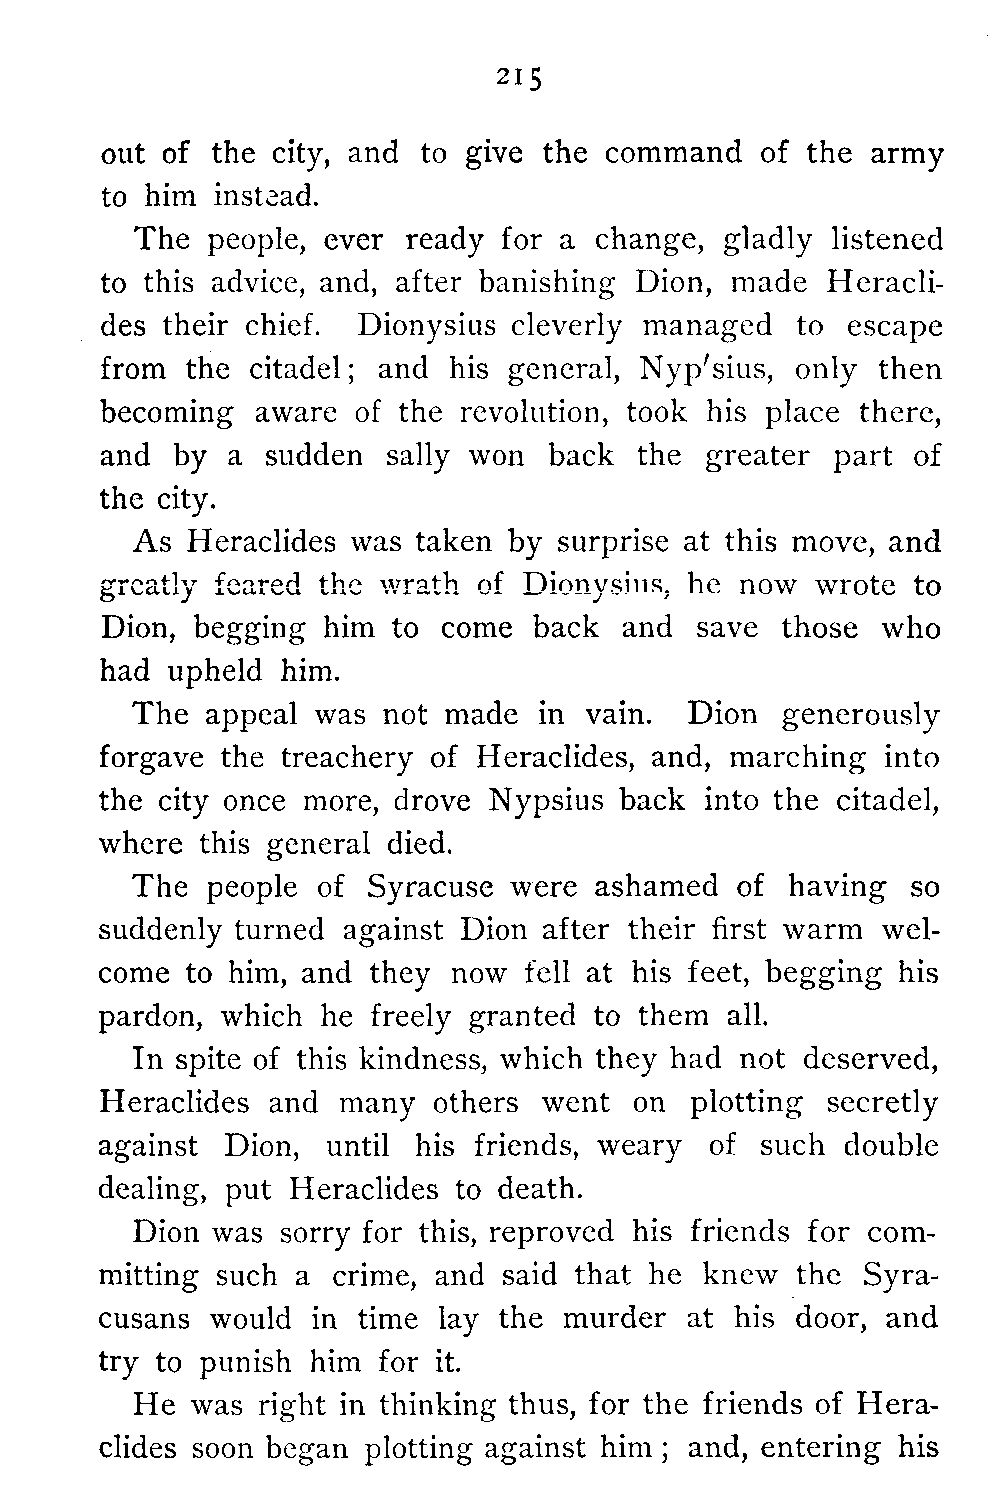 215
out of the city, and to give the command of the army
to him instead.
The people, ever ready for a change, gladly listened
to this advice, and, after banishing Dion, made Heracli-
des their chief. Dionysius cleverly managed to escape
from the citadel; and his general, Nyp'sius, only then
becoming aware of the revolution, took his place there,
and by a sudden sally won back the greater part of
the city.
As Heraclides was taken by surprise at this move, and
greatly feared the wrath of Dionysius, he now wrote to
Dion, begging him to come back and save those who
had upheld him.
The appeal was not made in vain. Dion generously
forgave the treachery of Heraclides, and, marching into
the city once more, drove Nypsius back into the citadel,
where this general died.
The people of Syracuse were ashamed of having so
suddenly turned against Dion after their first warm wel-
come to him, and they now fell at his feet, begging his
pardon, which he freely granted to them all.
In spite of this kindness, which they had not deserved,
Heraclides and many others went on plotting secretly
against Dion, until his friends, weary of such double
dealing, put Heraclides to death.
Dion was sorry for this, reproved his friends for com-
mitting such a crime, and said that he knew the Syra-
cusans would in time lay the murder at his door, and
try to punish him for it.
He was right in thinking thus, for the friends of Hera-
clides soon began plotting against him; and, entering his